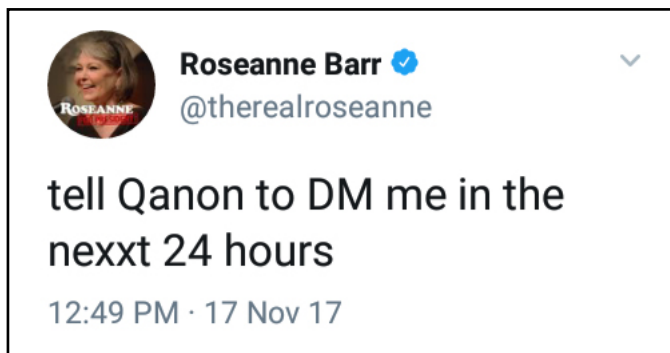 Roseanne Barr
@therealroseanne
ROSEANNE
tell Qanon to DM me in the
nexxt 24 hours
12:49 PM · 17 Nov 17